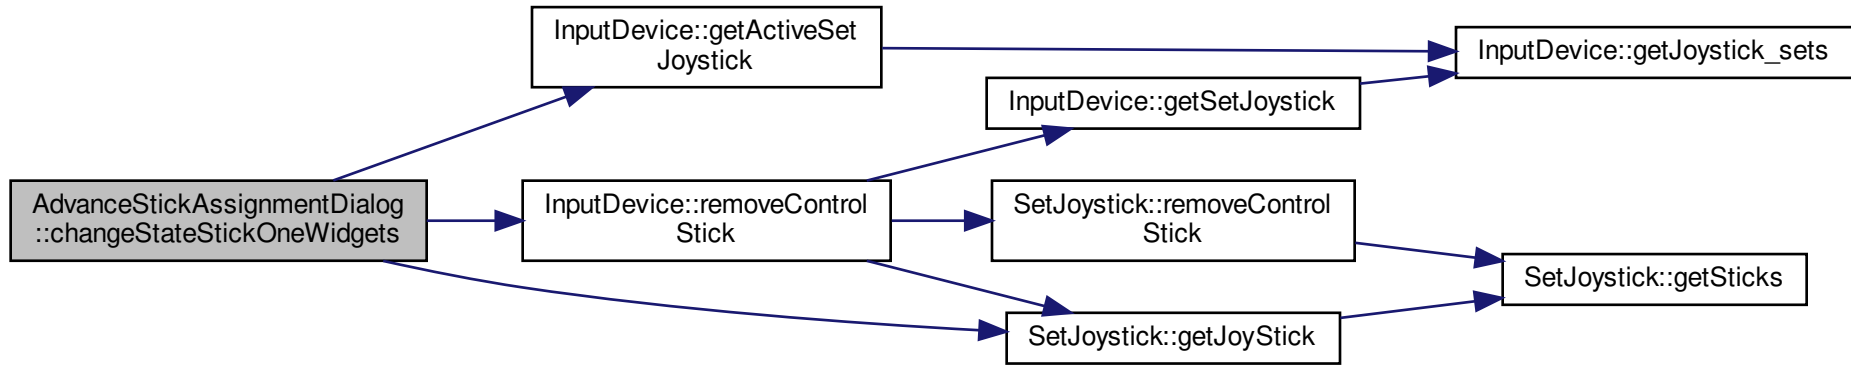 InputDevice::getActiveSet
Joystick
InputDevice::getJoystick_sets
InputDevice::getSetJoystick
AdvanceStickAssignmentDialog
::changeStateStickOneWidgets
InputDevice::removeControl
Stick
SetJoystick::removeControl
Stick
SetJoystick::getSticks
SetJoystick::getJoyStick